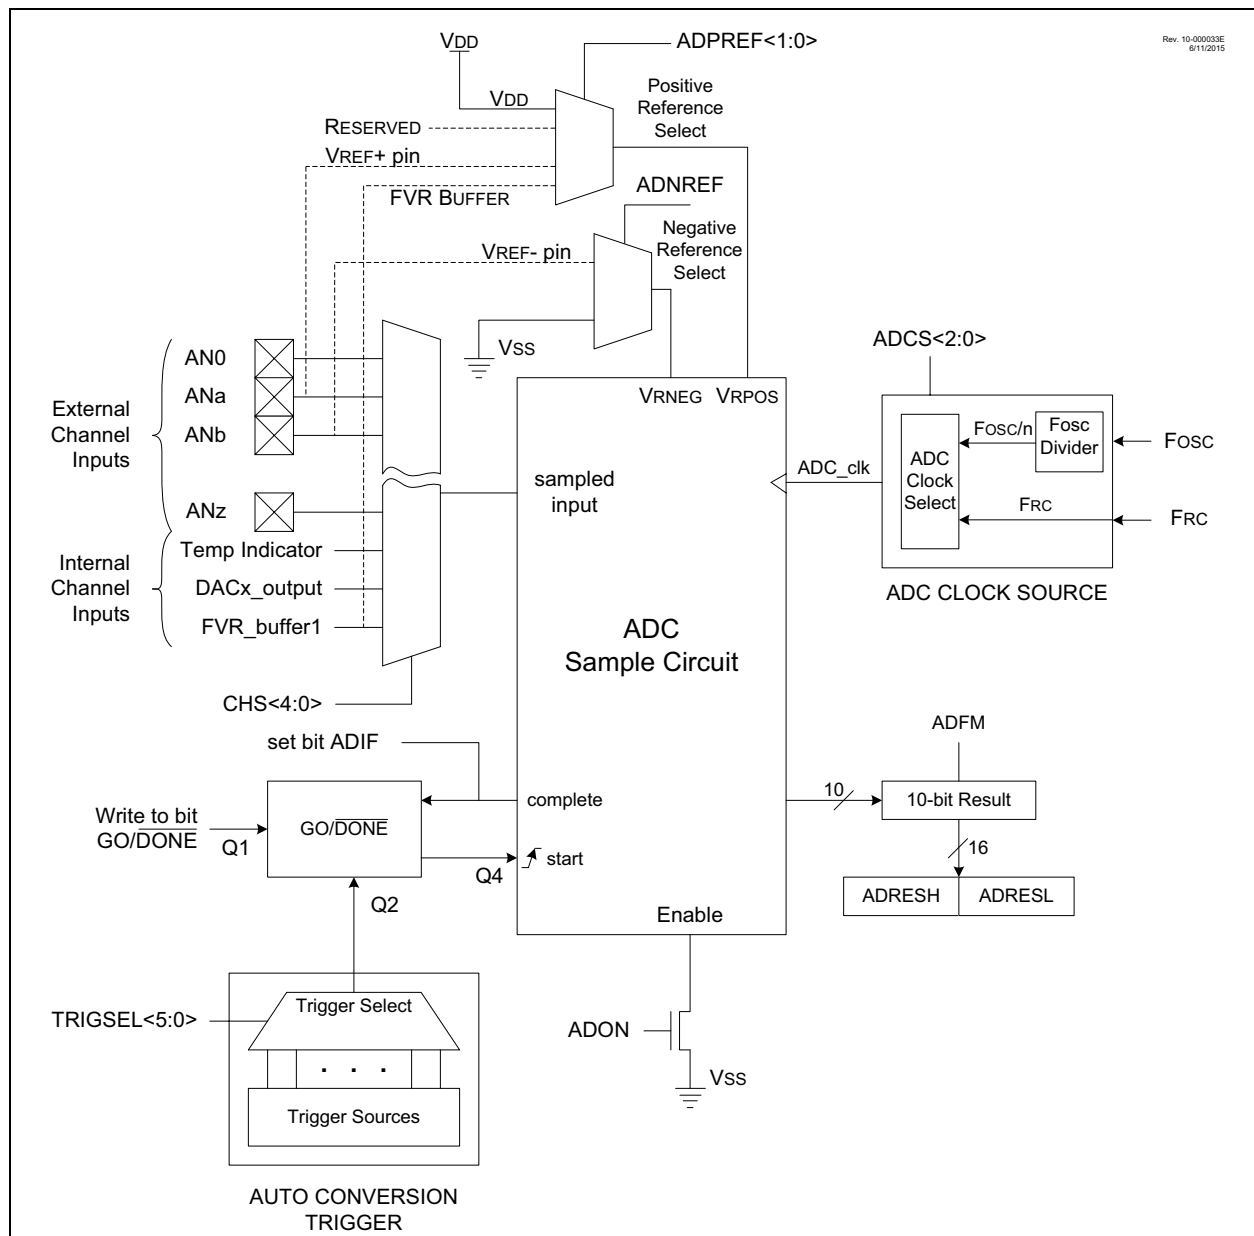 Rev. 10-000033E
6/11/2015
VDD
ADPREF<1:0>
VDD
Positive
Reference
Select
RESERVED
VREF+ pin
FVR BUFFER
ADNREF
VREF- pin
Negative
Reference
Select
VSS
External
Channel
Inputs
AN0
ANa
ANb
ANz
Internal
Channel
Inputs
Temp Indicator
DACx_output
FVR_buffer1
CHS<4:0>
VRNEG VRPOS
sampled
input
ADC_clk
ADC
Sample Circuit
ADCS<2:0>
ADC
Clock
Select
FOSC/n
Fosc
Divider
FOSC
FRC
FRC
ADC CLOCK SOURCE
set bit ADIF
Write to bit
GO/DONE
Q1
GO/DONE
complete
Q4
start
Q2
Enable
ADFM
10
10-bit Result
16
ADRESH ADRESL
TRIGSEL<5:0>
Trigger Select
. . .
Trigger Sources
AUTO CONVERSION
TRIGGER
ADON
VSS